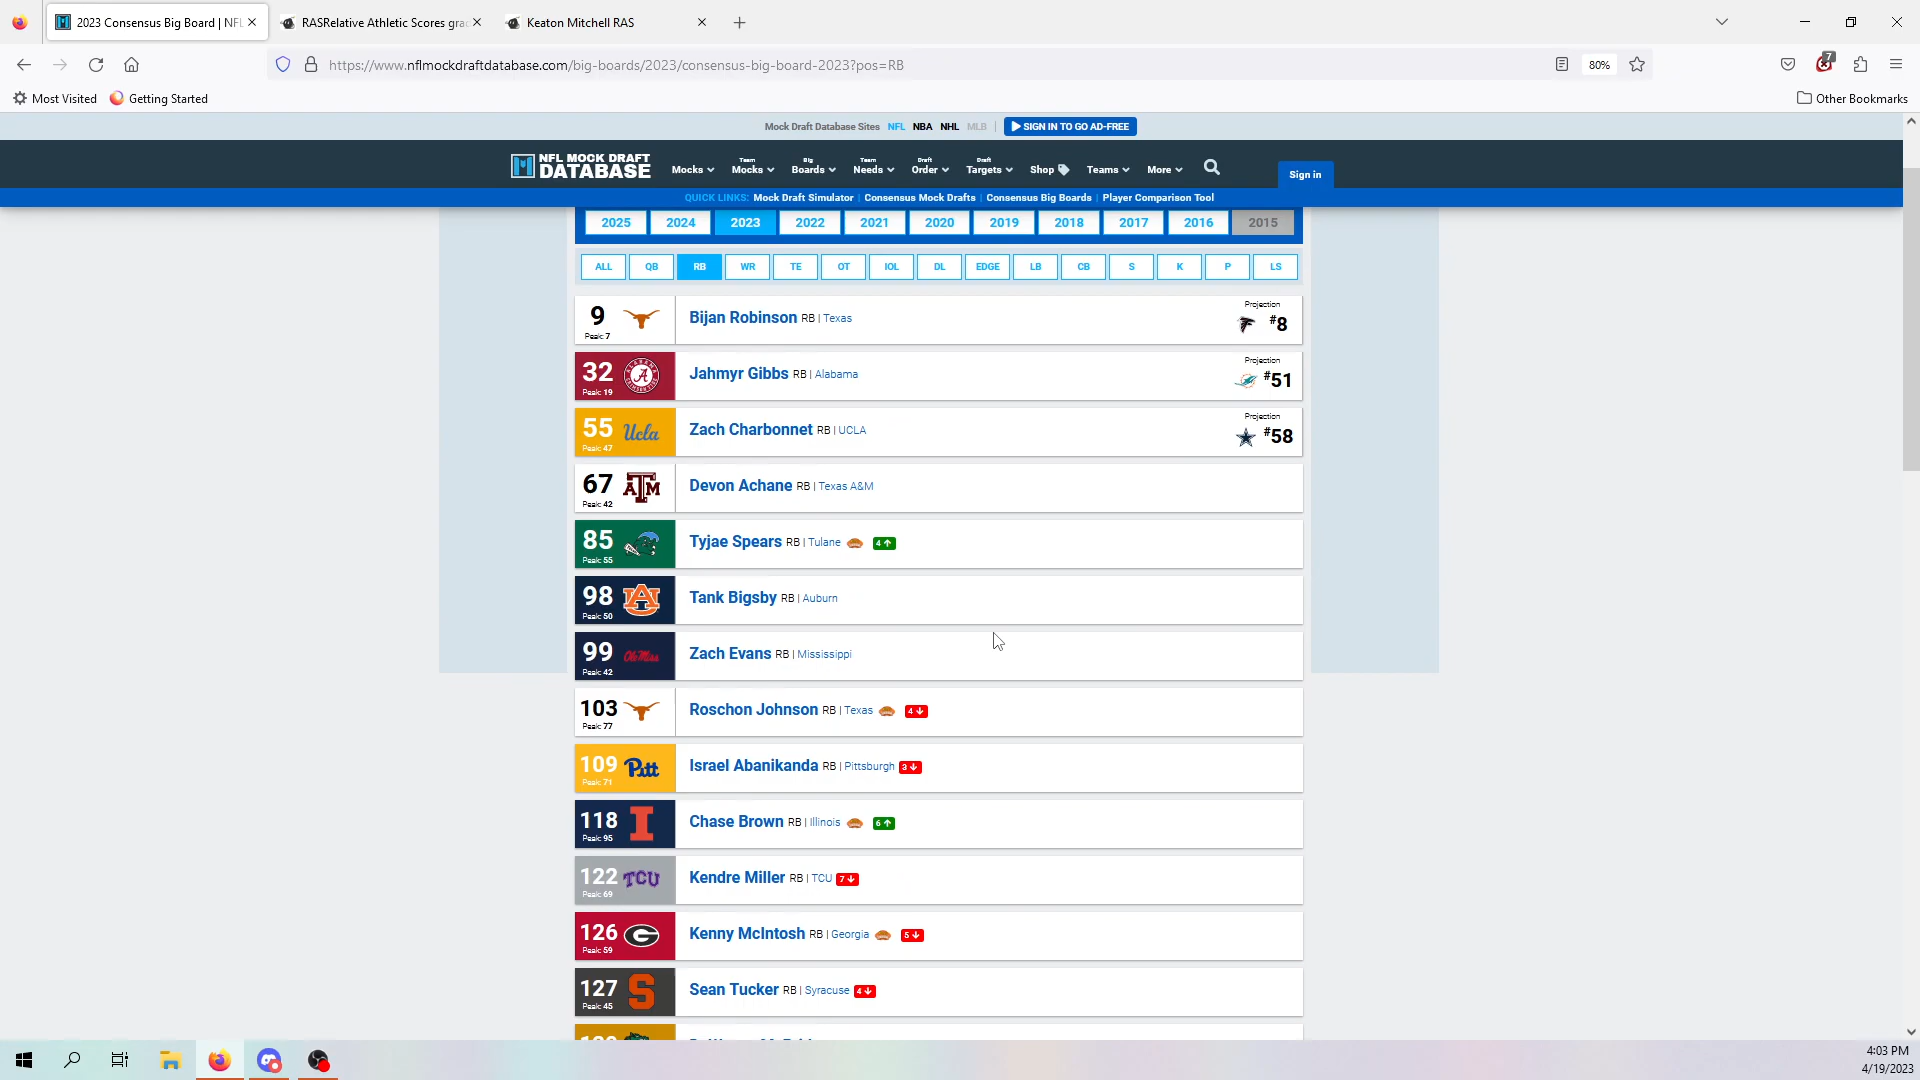 2023 Consensus Big Board | NFL
RASRelative Athletic Scores grad
Keaton Mitchell RAS
https://www.nflmockdraftdatabase.com/big-boards/2023/consensus-big-board-2023?pos=RB
80%
7
Most Visited
Getting Started
Other Bookmarks
Mock Draft Database Sites NFL NBA NHL MLB | SIGN IN TO GO AD-FREE
NFL MOCK DRAFT
DATABASE
Mocks
Team
Mocks
Big
Boards
Team
Needs
Draft
Order
Draft
Targets
Shop
Teams
More
Sign in
QUICK LINKS: Mock Draft Simulator | Consensus Mock Drafts | Consensus Big Boards | Player Comparison Tool
2025 2024 2023 2022 2021 2020 2019 2018 2017 2016 2015
ALL QB RB WR TE OT IOL DL EDGE LB CB S K P LS
9
Peak: 7
Bijan Robinson RB | Texas
Projection
#8
32
Peak: 19
ALABAMA
A
Jahmyr Gibbs RB | Alabama
Projection
#51
55
Peak: 47
Ucla
Zach Charbonnet RB | UCLA
Projection
#58
67
Peak: 42
ATM
Devon Achane RB | Texas A&M
85
Peak: 55
Tyjae Spears RB | Tulane 4
98
Peak: 50
AU
Tank Bigsby RB | Auburn
99
Peak: 42
Ole Miss
Zach Evans RB | Mississippi
103
Peak: 77
Roschon Johnson RB | Texas 4
109
Peak: 71
Pitt
Israel Abanikanda RB | Pittsburgh 3
118
Peak: 95
I
Chase Brown RB | Illinois 6
122
Peak: 69
TCU
Kendre Miller RB | TCU 7
126
Peak: 59
G
Kenny McIntosh RB | Georgia 5
127
Peak: 45
S
Sean Tucker RB | Syracuse 4
4:03 PM
4/19/2023